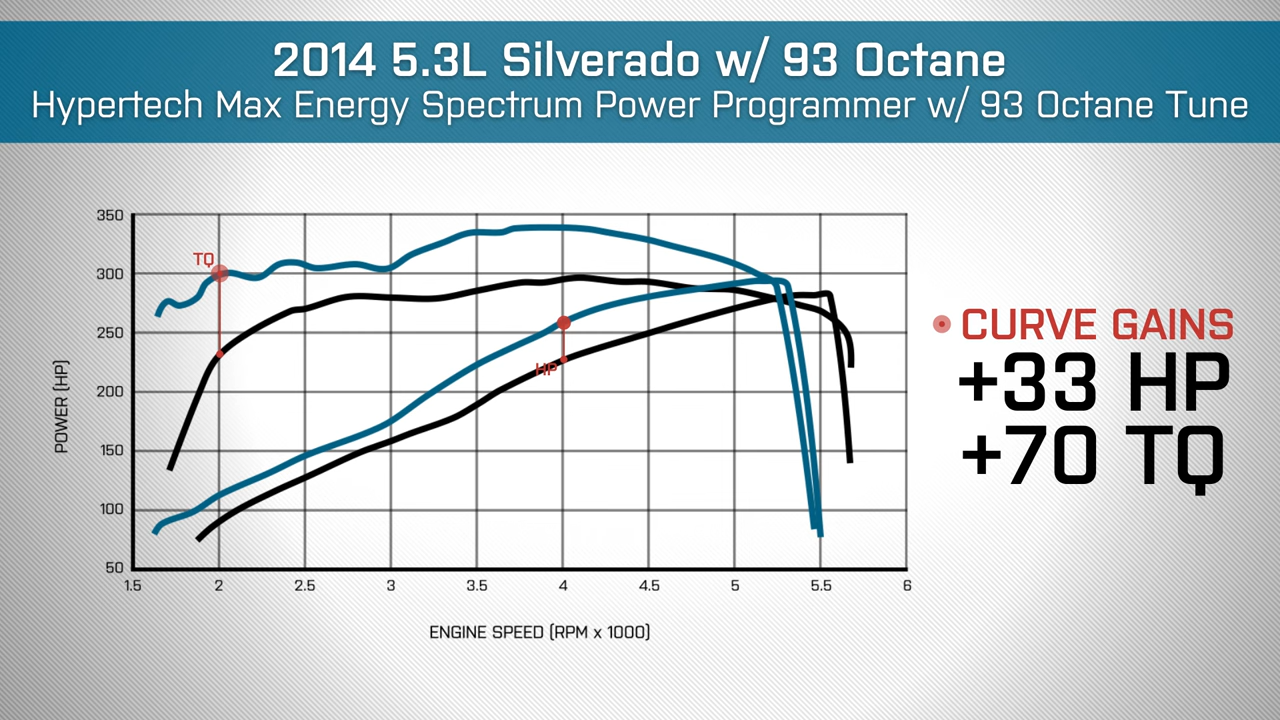 2014 5.3L Silverado w/ 93 Octane
Hypertech Max Energy Spectrum Power Programmer w/ 93 Octane Tune
350
300
250
200
150
100
50
POWER (HP)
TQ
HP
1.5 2 2.5 3 3.5 4 4.5 5 5.5 6
ENGINE SPEED (RPM x 1000)
CURVE GAINS
+33 HP
+70 TQ